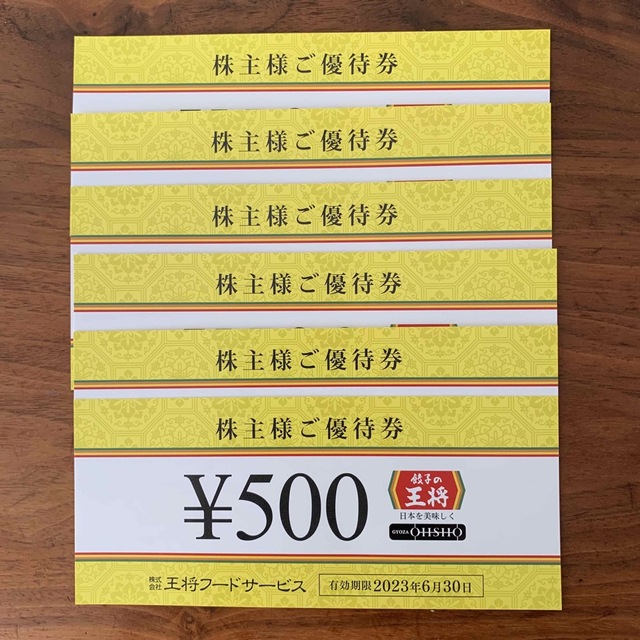 株主様ご優待券
株主様ご優待券
株主様ご優待券
株主様ご優待券
株主様ご優待券
株主様ご優待券
¥500
餃子の
王将
日本を美味しく
GYOZA OHSHO
株式会社 王将フードサービス
有効期限 2023年6月30日